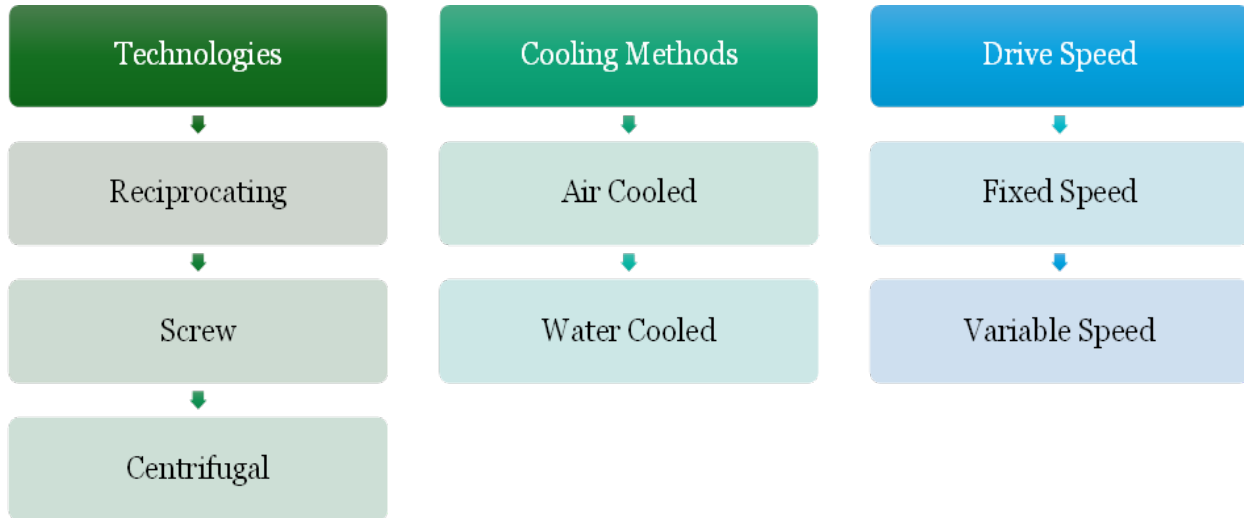 Technologies
Reciprocating
Screw
Centrifugal
Cooling Methods
Air Cooled
Water Cooled
Drive Speed
Fixed Speed
Variable Speed